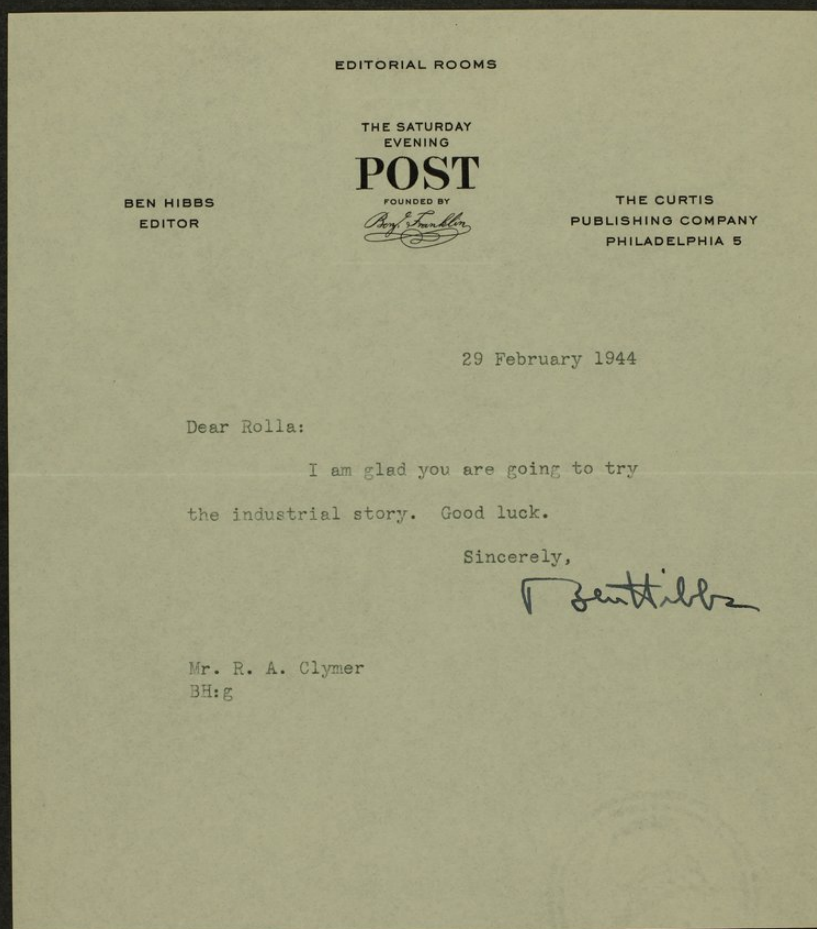 EDITORIAL ROOMS
THE SATURDAY
EVENING
POST
FOUNDED BY
Benj. Franklin
BEN HIBBS
EDITOR
THE CURTIS
PUBLISHING COMPANY
PHILADELPHIA 5
29 February 1944
Dear Rolla:
I am glad you are going to try
the industrial story. Good luck.
Sincerely,
Ben Hibbs
Mr. R. A. Clymer
BH:g